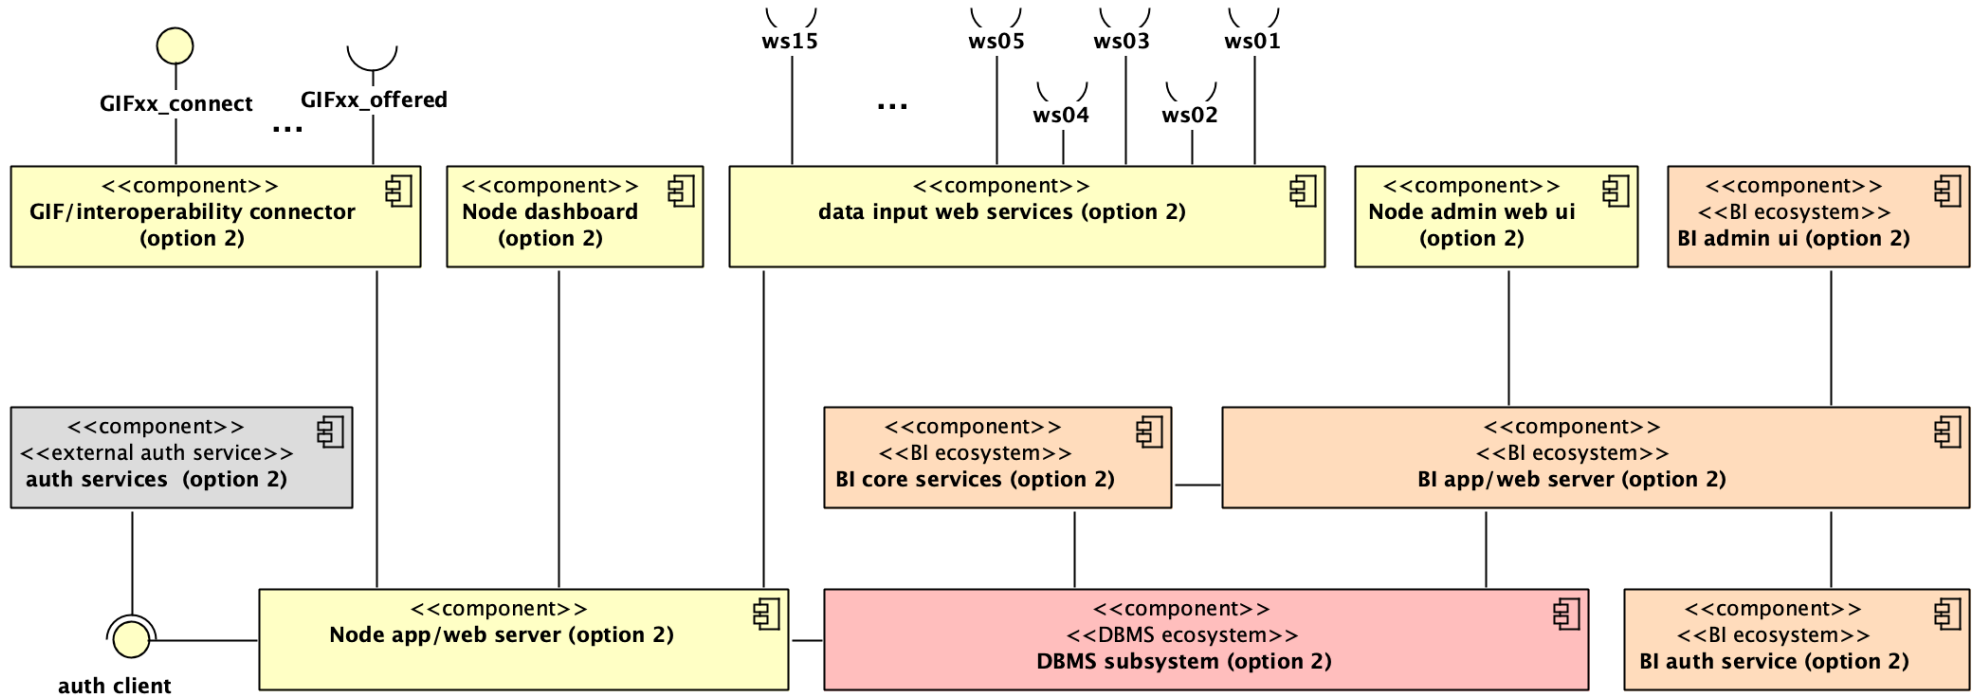 ws15
ws05
ws03
ws01
GIFxx_connect
...
GIFxx_offered
...
ws04
ws02
<<component>>
GIF/interoperability connector
(option 2)
<<component>>
Node dashboard
(option 2)
<<component>>
data input web services (option 2)
<<component>>
Node admin web ui
(option 2)
<<component>>
<<BI ecosystem>>
BI admin ui (option 2)
<<component>>
<<external auth service>>
auth services (option 2)
<<component>>
<<BI ecosystem>>
BI core services (option 2)
<<component>>
<<BI ecosystem>>
BI app/web server (option 2)
auth client
<<component>>
Node app/web server (option 2)
<<component>>
<<DBMS ecosystem>>
DBMS subsystem (option 2)
<<component>>
<<BI ecosystem>>
BI auth service (option 2)